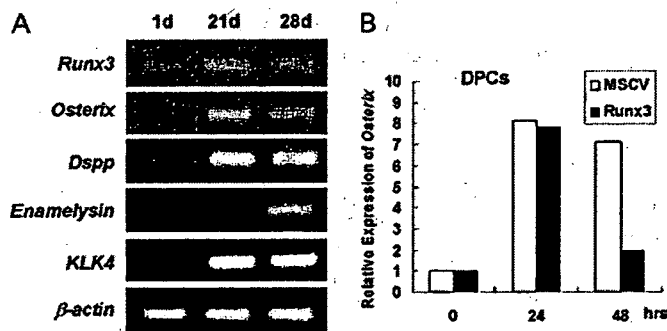 A
1d 21d 28d
Runx3
Osterix
Dspp
Enamelysin
KLK4
β-actin
B
DPCs
MSCV
Runx3
Relative Expression of Osterix
10
9
8
7
6
5
4
3
2
1
0
0 24 48 hrs